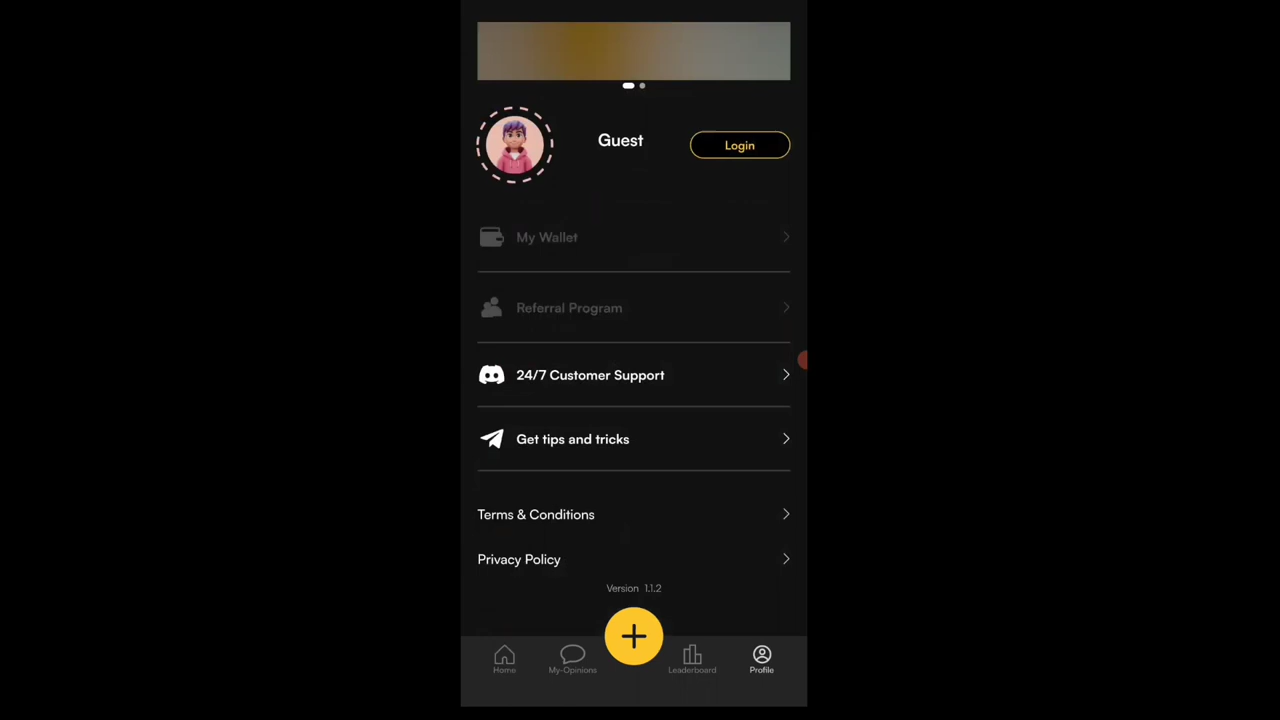 Guest
Login
My Wallet
Referral Program
24/7 Customer Support
Get tips and tricks
Terms & Conditions
Privacy Policy
Version 1.1.2
Home
My-Opinions
Leaderboard
Profile